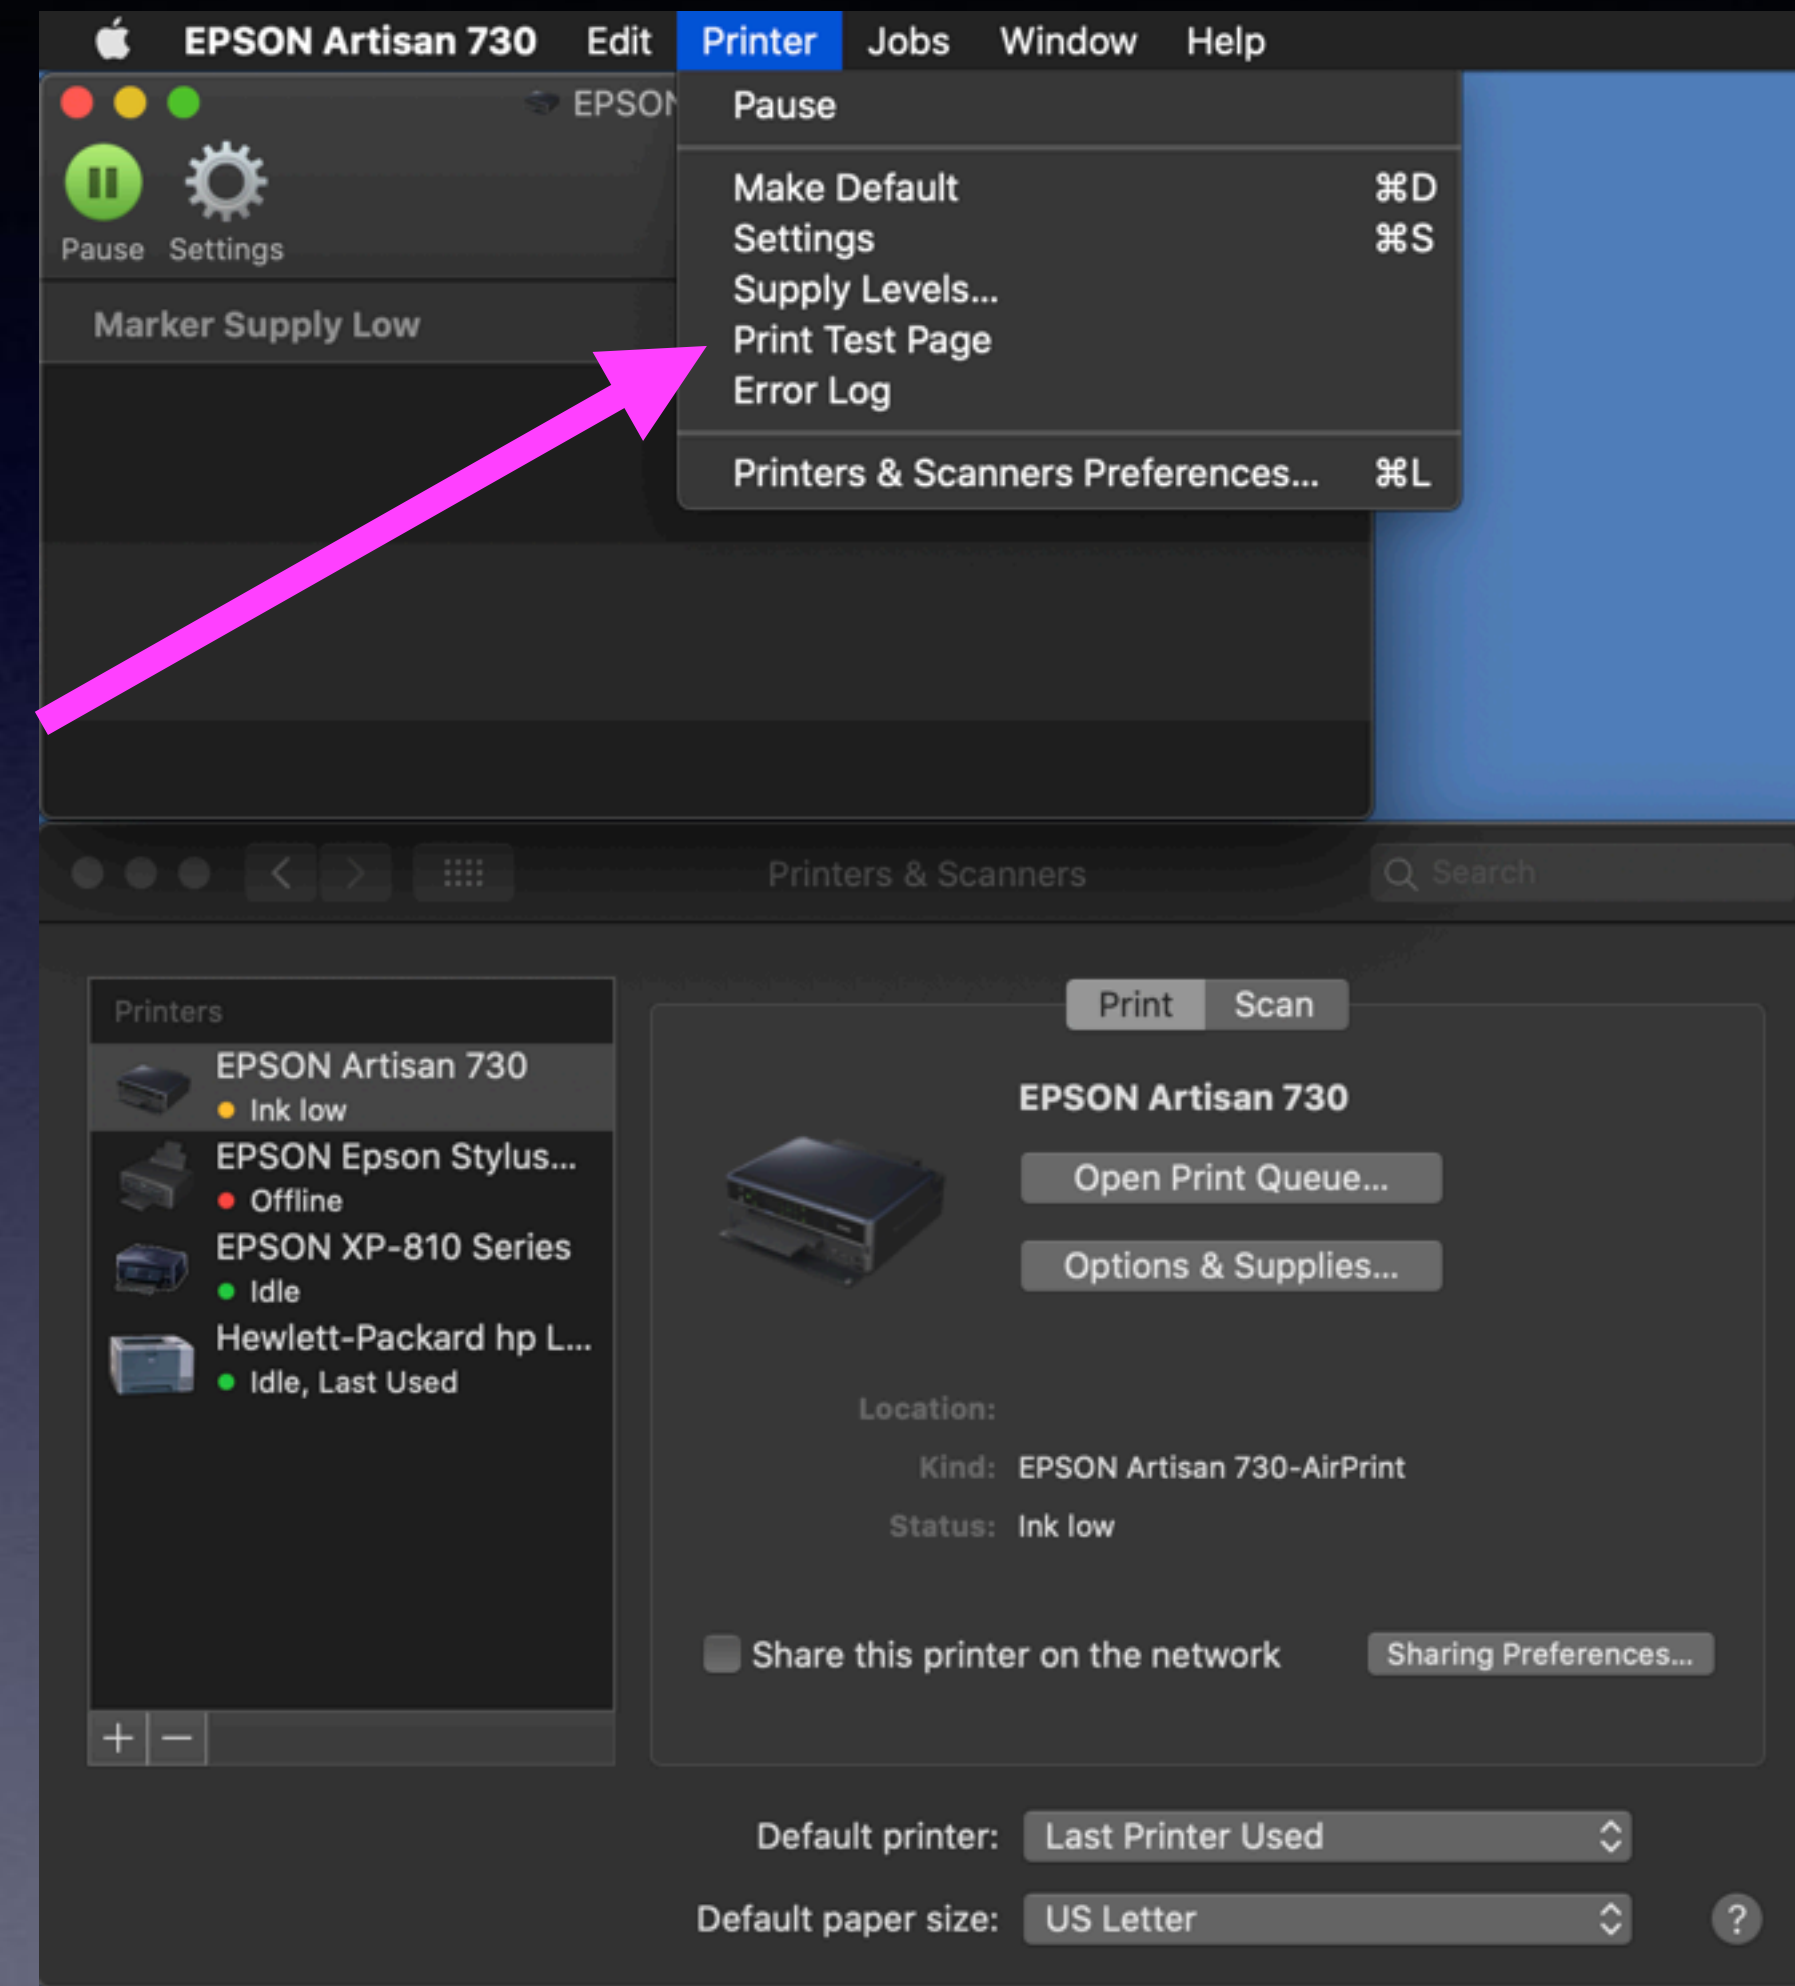 EPSON Artisan 730 Edit Printer Jobs Window Help
EPSON
Pause Settings
Marker Supply Low
Pause
Make Default ⌘D
Settings ⌘S
Supply Levels...
Print Test Page
Error Log
Printers & Scanners Preferences... ⌘L
Printers & Scanners
Search
Printers
EPSON Artisan 730
Ink low
EPSON Epson Stylus...
Offline
EPSON XP-810 Series
Idle
Hewlett-Packard hp L...
Idle, Last Used
+ −
Print Scan
EPSON Artisan 730
Open Print Queue...
Options & Supplies...
Location:
Kind: EPSON Artisan 730-AirPrint
Status: Ink low
Share this printer on the network
Sharing Preferences...
Default printer: Last Printer Used
Default paper size: US Letter
?